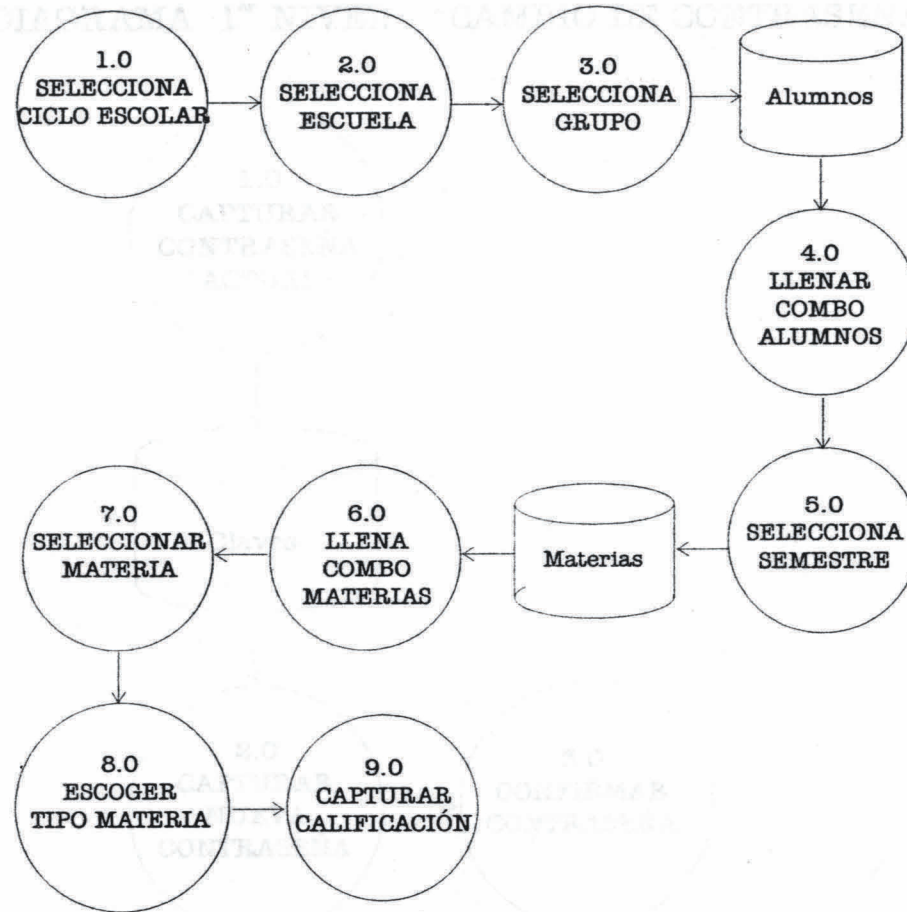 1.0
SELECCIONA
CICLO ESCOLAR
2.0
SELECCIONA
ESCUELA
3.0
SELECCIONA
GRUPO
Alumnos
4.0
LLENAR
COMBO
ALUMNOS
5.0
SELECCIONA
SEMESTRE
Materias
6.0
LLENA
COMBO
MATERIAS
7.0
SELECCIONAR
MATERIA
8.0
ESCOGER
TIPO MATERIA
9.0
CAPTURAR
CALIFICACIÓN